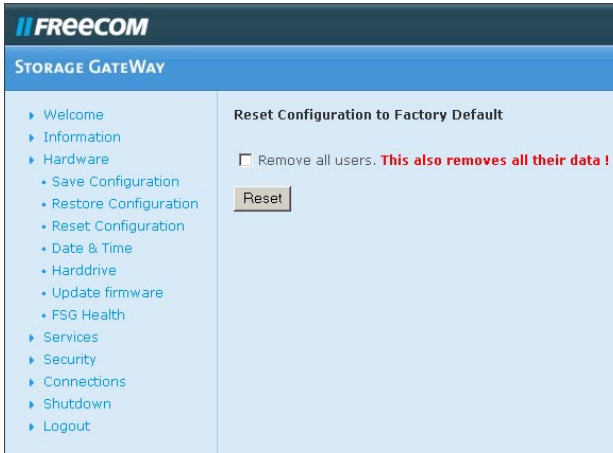 FREECOM
STORAGE GATEWAY
Welcome
Information
Hardware
Save Configuration
Restore Configuration
Reset Configuration
Date & Time
Harddrive
Update firmware
FSG Health
Services
Security
Connections
Shutdown
Logout
Reset Configuration to Factory Default
Remove all users. This also removes all their data !
Reset